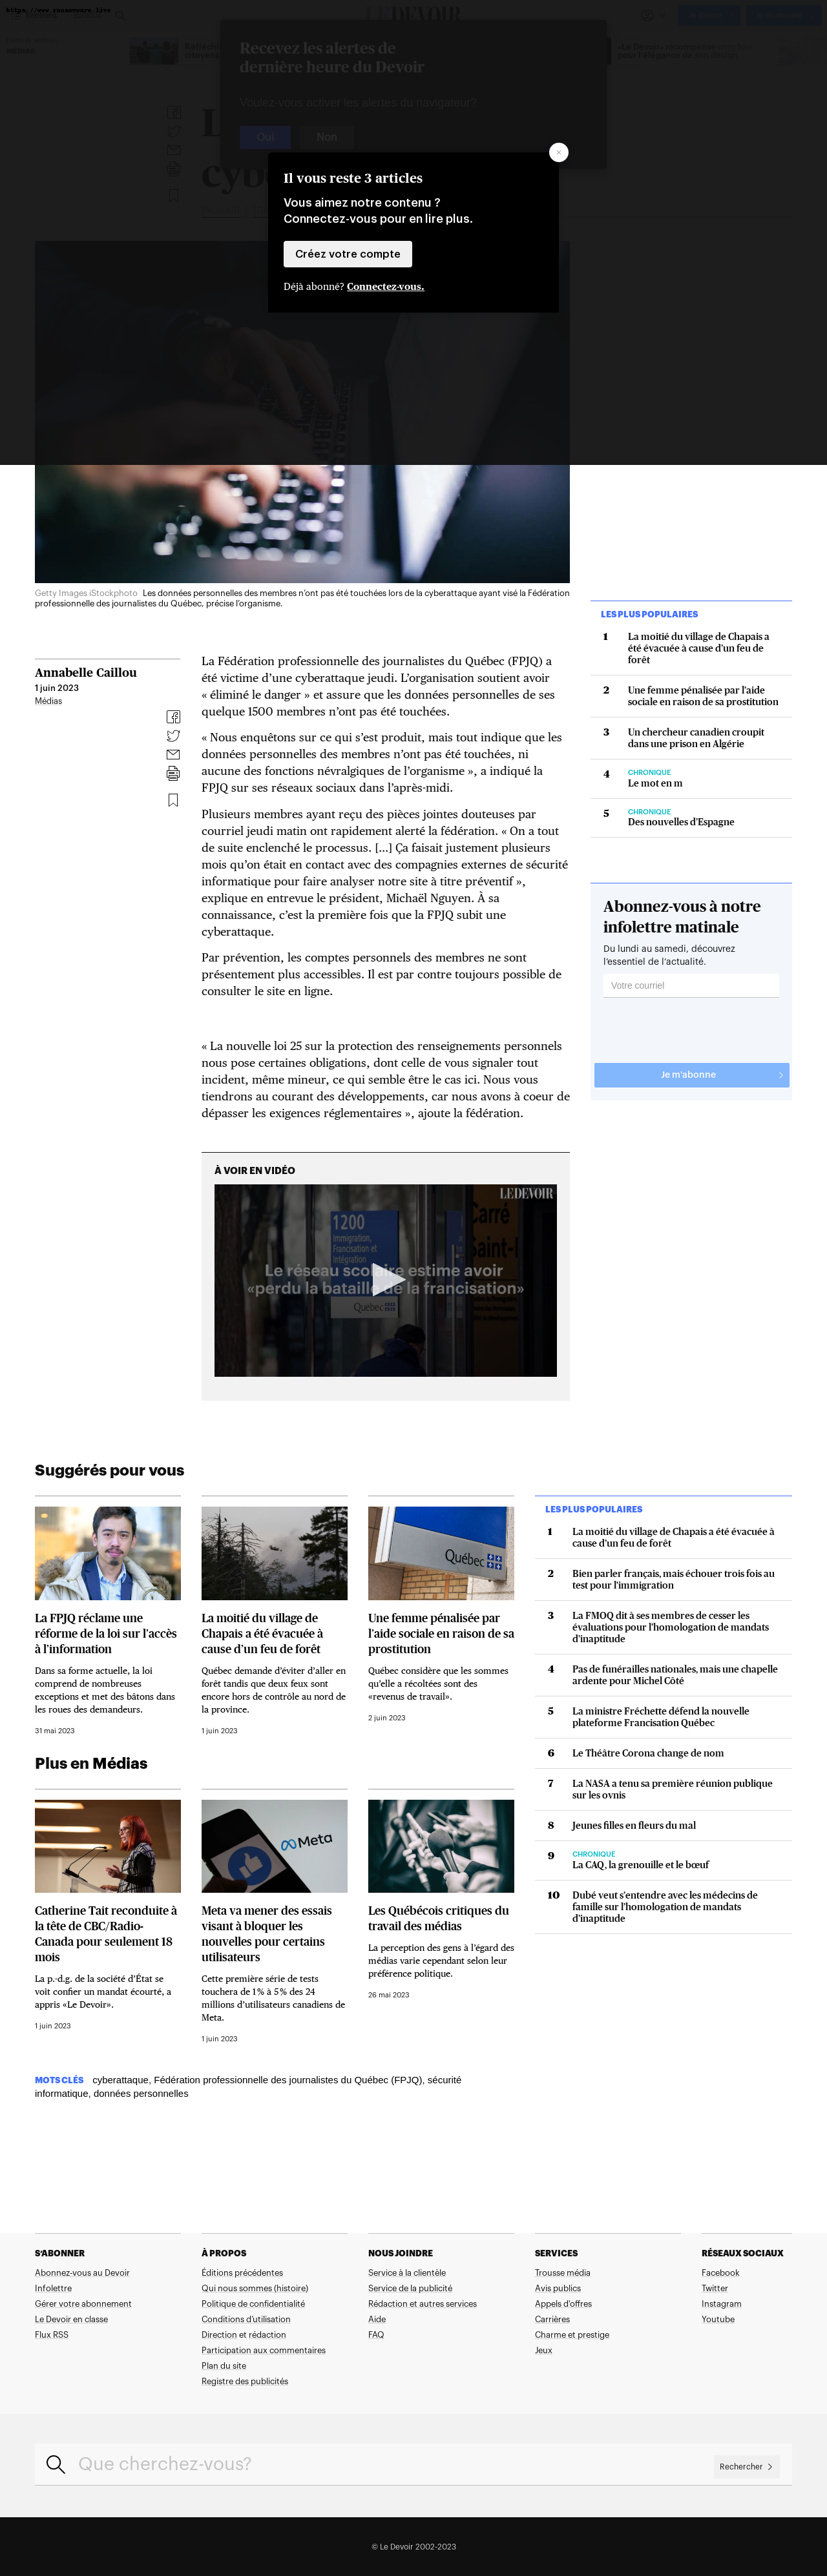 https://www.ransomware.live
LE DEVOIR
Recevez les alertes de
dernière heure du Devoir
Voulez-vous activer les alertes du navigateur?
Oui
Non
Il vous reste 3 articles
Vous aimez notre contenu ?
Connectez-vous pour en lire plus.
Créez votre compte
Déjà abonné? Connectez-vous.
Getty Images iStockphoto Les données personnelles des membres n’ont pas été touchées lors de la cyberattaque ayant visé la Fédération
professionnelle des journalistes du Québec, précise l’organisme.
Annabelle Caillou
1 juin 2023
Médias
La Fédération professionnelle des journalistes du Québec (FPJQ) a
été victime d’une cyberattaque jeudi. L’organisation soutient avoir
« éliminé le danger » et assure que les données personnelles de ses
quelque 1500 membres n’ont pas été touchées.
« Nous enquêtons sur ce qui s’est produit, mais tout indique que les
données personnelles des membres n’ont pas été touchées, ni
aucune des fonctions névralgiques de l’organisme », a indiqué la
FPJQ sur ses réseaux sociaux dans l’après-midi.
Plusieurs membres ayant reçu des pièces jointes douteuses par
courriel jeudi matin ont rapidement alerté la fédération. « On a tout
de suite enclenché le processus. […] Ça faisait justement plusieurs
mois qu’on était en contact avec des compagnies externes de sécurité
informatique pour faire analyser notre site à titre préventif »,
explique en entrevue le président, Michaël Nguyen. À sa
connaissance, c’est la première fois que la FPJQ subit une
cyberattaque.
Par prévention, les comptes personnels des membres ne sont
présentement plus accessibles. Il est par contre toujours possible de
consulter le site en ligne.
« La nouvelle loi 25 sur la protection des renseignements personnels
nous pose certaines obligations, dont celle de vous signaler tout
incident, même mineur, ce qui semble être le cas ici. Nous vous
tiendrons au courant des développements, car nous avons à coeur de
dépasser les exigences réglementaires », ajoute la fédération.
LES PLUS POPULAIRES
1 La moitié du village de Chapais a
été évacuée à cause d’un feu de
forêt
2 Une femme pénalisée par l’aide
sociale en raison de sa prostitution
3 Un chercheur canadien croupit
dans une prison en Algérie
4 CHRONIQUE
Le mot en m
5 CHRONIQUE
Des nouvelles d’Espagne
Abonnez-vous à notre
infolettre matinale
Du lundi au samedi, découvrez
l’essentiel de l’actualité.
Votre courriel
Je m'abonne
À VOIR EN VIDÉO
LE DEVOIR
1200
Immigration,
Francisation et
Intégration
Carré
Saint-
Le réseau scolaire estime avoir
«perdu la bataille de la francisation»
Québec
Suggérés pour vous
La FPJQ réclame une
réforme de la loi sur l’accès
à l’information
Dans sa forme actuelle, la loi
comprend de nombreuses
exceptions et met des bâtons dans
les roues des demandeurs.
31 mai 2023
La moitié du village de
Chapais a été évacuée à
cause d’un feu de forêt
Québec demande d’éviter d’aller en
forêt tandis que deux feux sont
encore hors de contrôle au nord de
la province.
1 juin 2023
Québec
Une femme pénalisée par
l’aide sociale en raison de sa
prostitution
Québec considère que les sommes
qu’elle a récoltées sont des
«revenus de travail».
2 juin 2023
LES PLUS POPULAIRES
1 La moitié du village de Chapais a été évacuée à
cause d’un feu de forêt
2 Bien parler français, mais échouer trois fois au
test pour l’immigration
3 La FMOQ dit à ses membres de cesser les
évaluations pour l’homologation de mandats
d’inaptitude
4 Pas de funérailles nationales, mais une chapelle
ardente pour Michel Côté
5 La ministre Fréchette défend la nouvelle
plateforme Francisation Québec
6 Le Théâtre Corona change de nom
7 La NASA a tenu sa première réunion publique
sur les ovnis
8 Jeunes filles en fleurs du mal
9 CHRONIQUE
La CAQ, la grenouille et le bœuf
10 Dubé veut s’entendre avec les médecins de
famille sur l’homologation de mandats
d’inaptitude
Plus en Médias
Catherine Tait reconduite à
la tête de CBC/Radio-
Canada pour seulement 18
mois
La p.-d.g. de la société d’État se
voit confier un mandat écourté, a
appris «Le Devoir».
1 juin 2023
Meta
Meta va mener des essais
visant à bloquer les
nouvelles pour certains
utilisateurs
Cette première série de tests
touchera de 1 % à 5 % des 24
millions d’utilisateurs canadiens de
Meta.
1 juin 2023
Les Québécois critiques du
travail des médias
La perception des gens à l’égard des
médias varie cependant selon leur
préférence politique.
26 mai 2023
MOTS CLÉS cyberattaque, Fédération professionnelle des journalistes du Québec (FPJQ), sécurité
informatique, données personnelles
S’ABONNER
Abonnez-vous au Devoir
Infolettre
Gérer votre abonnement
Le Devoir en classe
Flux RSS
À PROPOS
Éditions précédentes
Qui nous sommes (histoire)
Politique de confidentialité
Conditions d’utilisation
Direction et rédaction
Participation aux commentaires
Plan du site
Registre des publicités
NOUS JOINDRE
Service à la clientèle
Service de la publicité
Rédaction et autres services
Aide
FAQ
SERVICES
Trousse média
Avis publics
Appels d’offres
Carrières
Charme et prestige
Jeux
RÉSEAUX SOCIAUX
Facebook
Twitter
Instagram
Youtube
Que cherchez-vous?
Rechercher
© Le Devoir 2002-2023